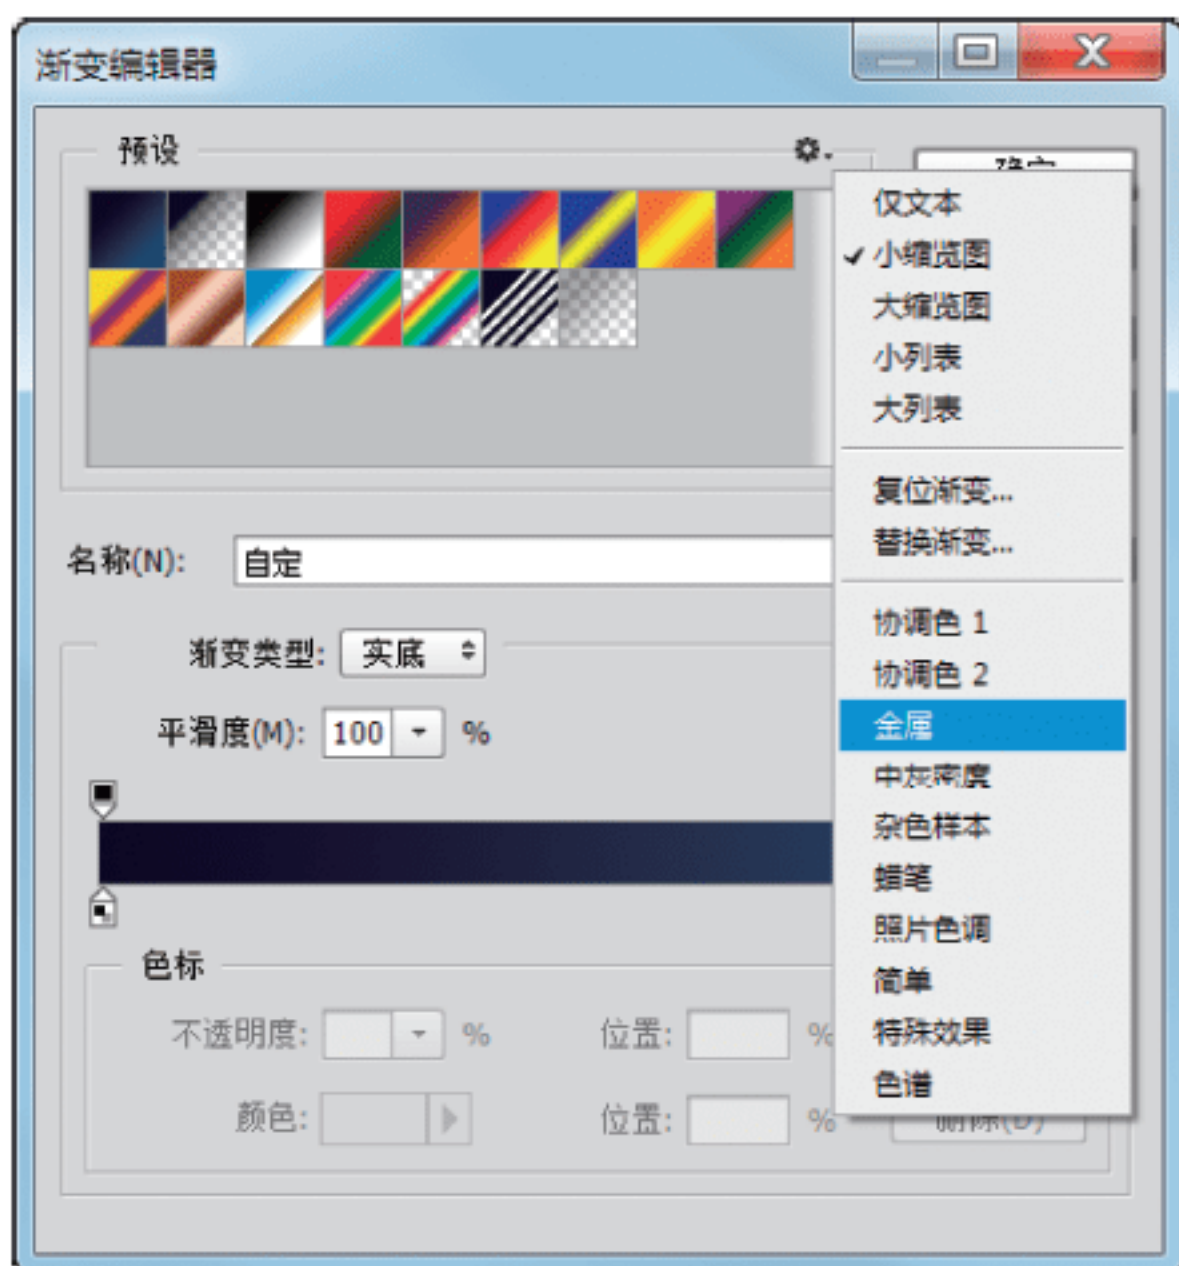 渐变编辑器
预设
仅文本
小缩览图
大缩览图
小列表
大列表
复位渐变...
替换渐变...
协调色 1
协调色 2
金属
中灰密度
杂色样本
蜡笔
照片色调
简单
特殊效果
色谱
名称(N): 自定
渐变类型: 实底
平滑度(M): 100 %
色标
不透明度: % 位置: %
颜色: 位置: %